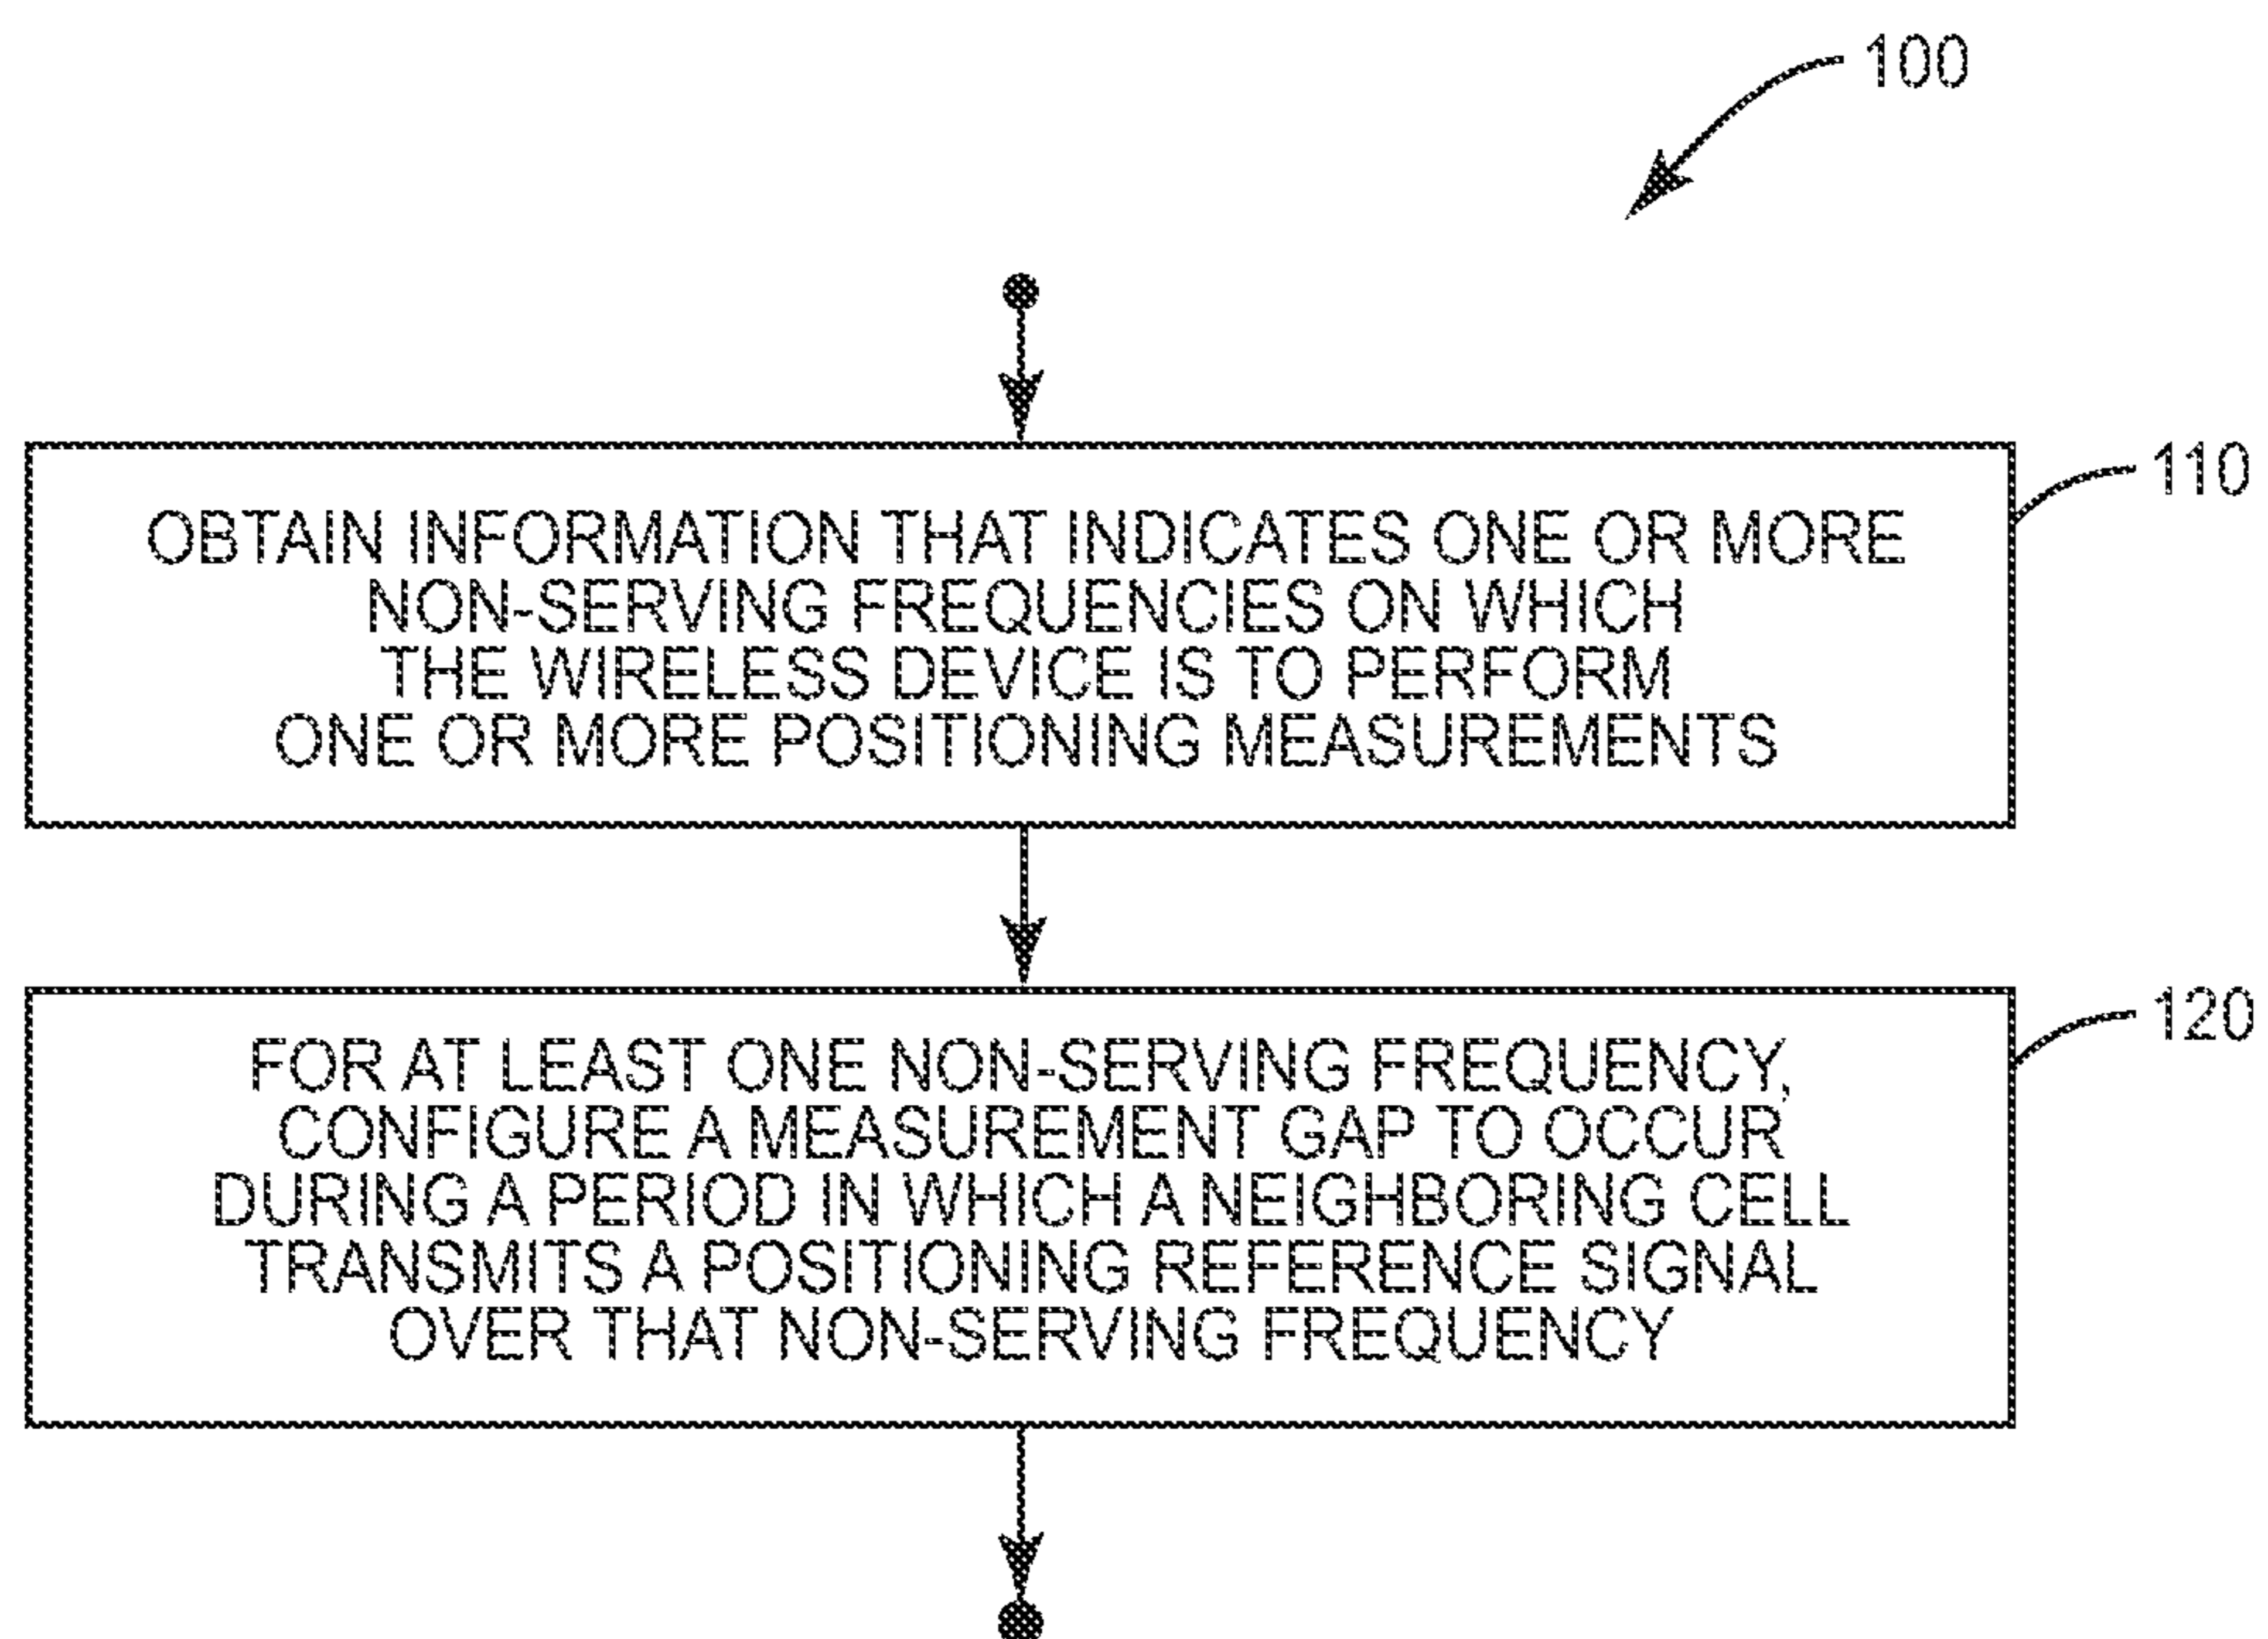 100
110
OBTAIN INFORMATION THAT INDICATES ONE OR MORE
NON-SERVING FREQUENCIES ON WHICH
THE WIRELESS DEVICE IS TO PERFORM
ONE OR MORE POSITIONING MEASUREMENTS
120
FOR AT LEAST ONE NON-SERVING FREQUENCY,
CONFIGURE A MEASUREMENT GAP TO OCCUR
DURING A PERIOD IN WHICH A NEIGHBORING CELL
TRANSMITS A POSITIONING REFERENCE SIGNAL
OVER THAT NON-SERVING FREQUENCY